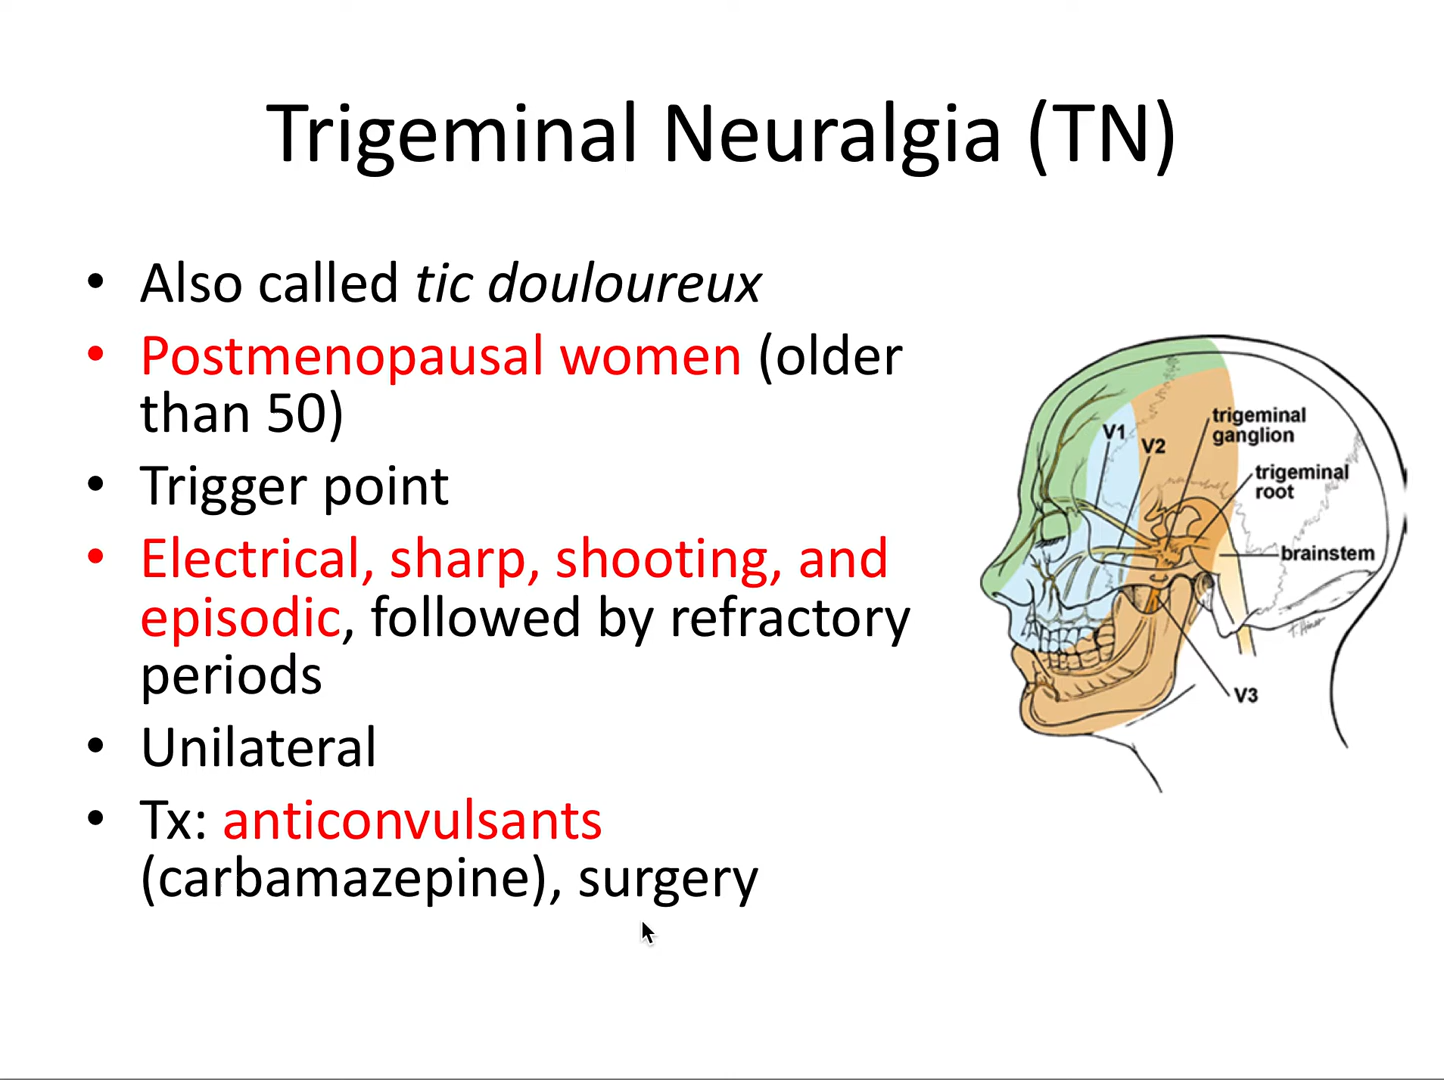 Trigeminal Neuralgia (TN)
• Also called tic douloureux
• Postmenopausal women (older
than 50)
• Trigger point
• Electrical, sharp, shooting, and
episodic, followed by refractory
periods
• Unilateral
• Tx: anticonvulsants
(carbamazepine), surgery
V1
V2
trigeminal
ganglion
trigeminal
root
brainstem
V3